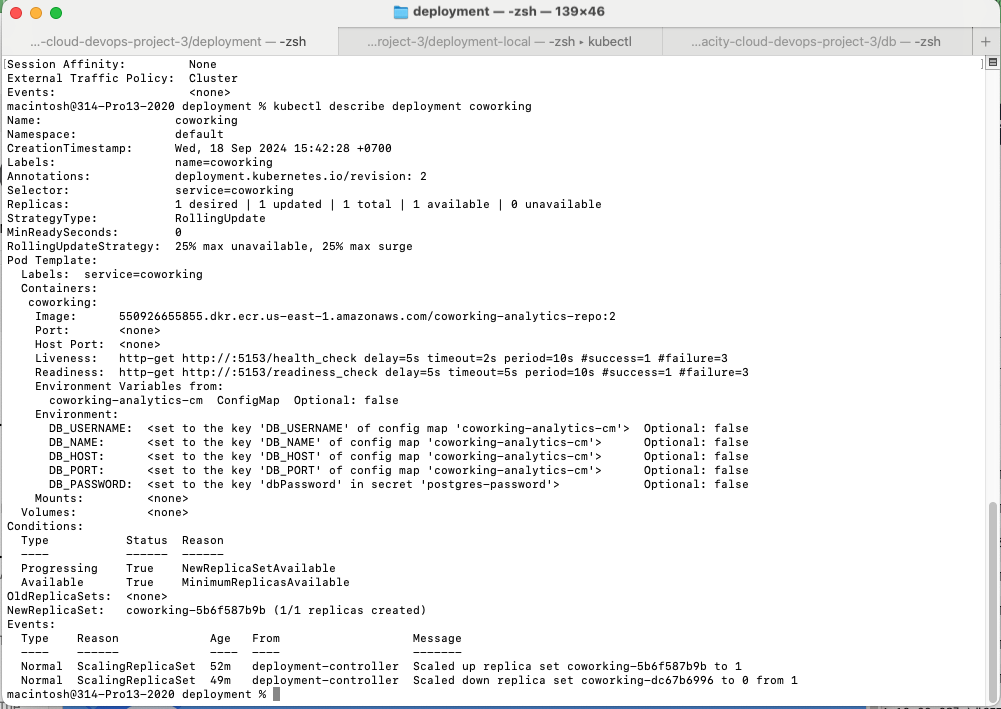 deployment — -zsh — 139×46
...-cloud-devops-project-3/deployment — -zsh
...roject-3/deployment-local — -zsh ▸ kubectl
...acity-cloud-devops-project-3/db — -zsh
+
[Session Affinity:         None ]
External Traffic Policy:  Cluster
Events:                   <none>
macintosh@314-Pro13-2020 deployment % kubectl describe deployment coworking
Name:                   coworking
Namespace:              default
CreationTimestamp:      Wed, 18 Sep 2024 15:42:28 +0700
Labels:                 name=coworking
Annotations:            deployment.kubernetes.io/revision: 2
Selector:               service=coworking
Replicas:               1 desired | 1 updated | 1 total | 1 available | 0 unavailable
StrategyType:           RollingUpdate
MinReadySeconds:        0
RollingUpdateStrategy:  25% max unavailable, 25% max surge
Pod Template:
  Labels:  service=coworking
  Containers:
   coworking:
    Image:      550926655855.dkr.ecr.us-east-1.amazonaws.com/coworking-analytics-repo:2
    Port:       <none>
    Host Port:  <none>
    Liveness:   http-get http://:5153/health_check delay=5s timeout=2s period=10s #success=1 #failure=3
    Readiness:  http-get http://:5153/readiness_check delay=5s timeout=5s period=10s #success=1 #failure=3
    Environment Variables from:
      coworking-analytics-cm  ConfigMap  Optional: false
    Environment:
      DB_USERNAME:  <set to the key 'DB_USERNAME' of config map 'coworking-analytics-cm'>  Optional: false
      DB_NAME:      <set to the key 'DB_NAME' of config map 'coworking-analytics-cm'>      Optional: false
      DB_HOST:      <set to the key 'DB_HOST' of config map 'coworking-analytics-cm'>      Optional: false
      DB_PORT:      <set to the key 'DB_PORT' of config map 'coworking-analytics-cm'>      Optional: false
      DB_PASSWORD:  <set to the key 'dbPassword' in secret 'postgres-password'>            Optional: false
    Mounts:         <none>
  Volumes:          <none>
Conditions:
  Type           Status  Reason
  ----           ------  ------
  Progressing    True    NewReplicaSetAvailable
  Available      True    MinimumReplicasAvailable
OldReplicaSets:  <none>
NewReplicaSet:   coworking-5b6f587b9b (1/1 replicas created)
Events:
  Type    Reason             Age   From                   Message
  ----    ------             ----  ----                   -------
  Normal  ScalingReplicaSet  52m   deployment-controller  Scaled up replica set coworking-5b6f587b9b to 1
  Normal  ScalingReplicaSet  49m   deployment-controller  Scaled down replica set coworking-dc67b6996 to 0 from 1
macintosh@314-Pro13-2020 deployment %